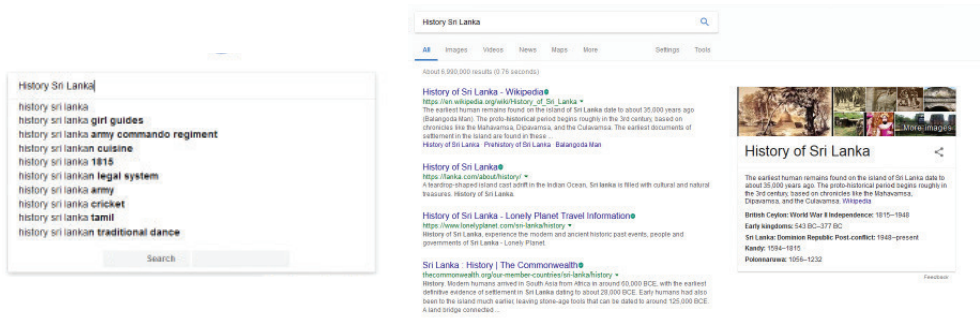 History Sri Lanka
history sri lanka
history sri lanka girl guides
history sri lanka army commando regiment
history sri lankan cuisine
history sri lanka 1815
history sri lankan legal system
history sri lanka army
history sri lanka cricket
history sri lanka tamil
history sri lankan traditional dance
Search
History Sri Lanka
All Images Videos News Maps More Settings Tools
About 6,990,000 results (0.76 seconds)
History of Sri Lanka - Wikipedia
https://en.wikipedia.org/wiki/History_of_Sri_Lanka
The earliest human remains found on the island of Sri Lanka date to about 35,000 years ago
(Balangoda Man). The proto-historical period begins roughly in the 3rd century, based on
chronicles like the Mahavamsa, Dipavamsa, and the Culavamsa. The earliest documents of
settlement in the island are found in these ...
History of Sri Lanka Prehistory of Sri Lanka Balangoda Man
History of Sri Lanka
https://lanka.com/about/history/
A teardrop-shaped island cast adrift in the Indian Ocean, Sri lanka is filled with cultural and natural
treasures. History of Sri Lanka.
History of Sri Lanka - Lonely Planet Travel Information
https://www.lonelyplanet.com/sri-lanka/history
History of Sri Lanka, experience the modern and ancient historic past events, people and
governments of Sri Lanka - Lonely Planet.
Sri Lanka : History | The Commonwealth
thecommonwealth.org/our-member-countries/sri-lanka/history
History. Modern humans arrived in South Asia from Africa in around 60,000 BCE, with the earliest
definitive evidence of settlement in Sri Lanka dating to about 28,000 BCE. Early humans had also
been to the island much earlier, leaving stone-age tools that can be dated to around 125,000 BCE.
A land bridge connected ...
More images
History of Sri Lanka
The earliest human remains found on the island of Sri Lanka date to
about 35,000 years ago. The proto-historical period begins roughly in
the 3rd century, based on chronicles like the Mahavamsa,
Dipavamsa, and the Culavamsa. Wikipedia
British Ceylon: World War II Independence: 1815–1948
Early kingdoms: 543 BC–377 BC
Sri Lanka: Dominion Republic Post-conflict: 1948–present
Kandy: 1594–1815
Polonnaruwa: 1056–1232
Feedback